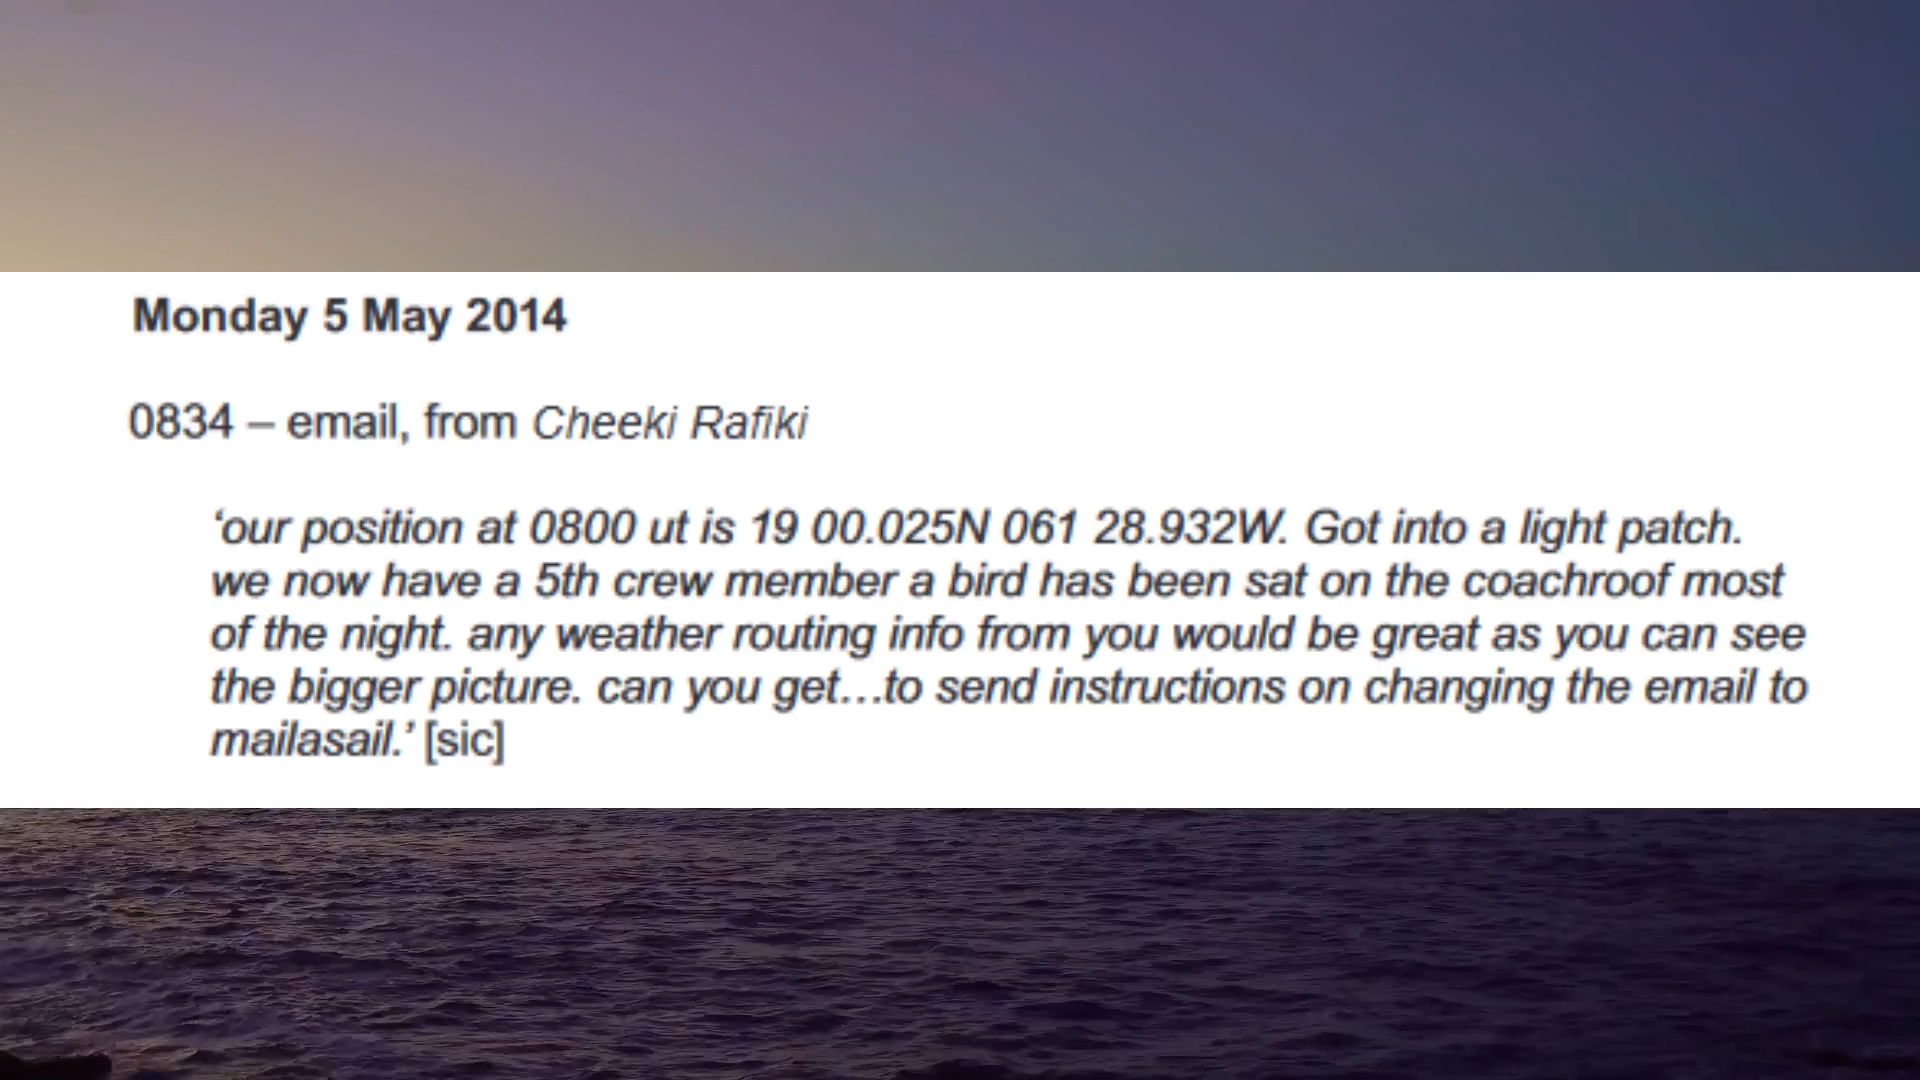 Monday 5 May 2014
0834 – email, from Cheeki Rafiki
‘our position at 0800 ut is 19 00.025N 061 28.932W. Got into a light patch.
we now have a 5th crew member a bird has been sat on the coachroof most
of the night. any weather routing info from you would be great as you can see
the bigger picture. can you get…to send instructions on changing the email to
mailasail.’ [sic]